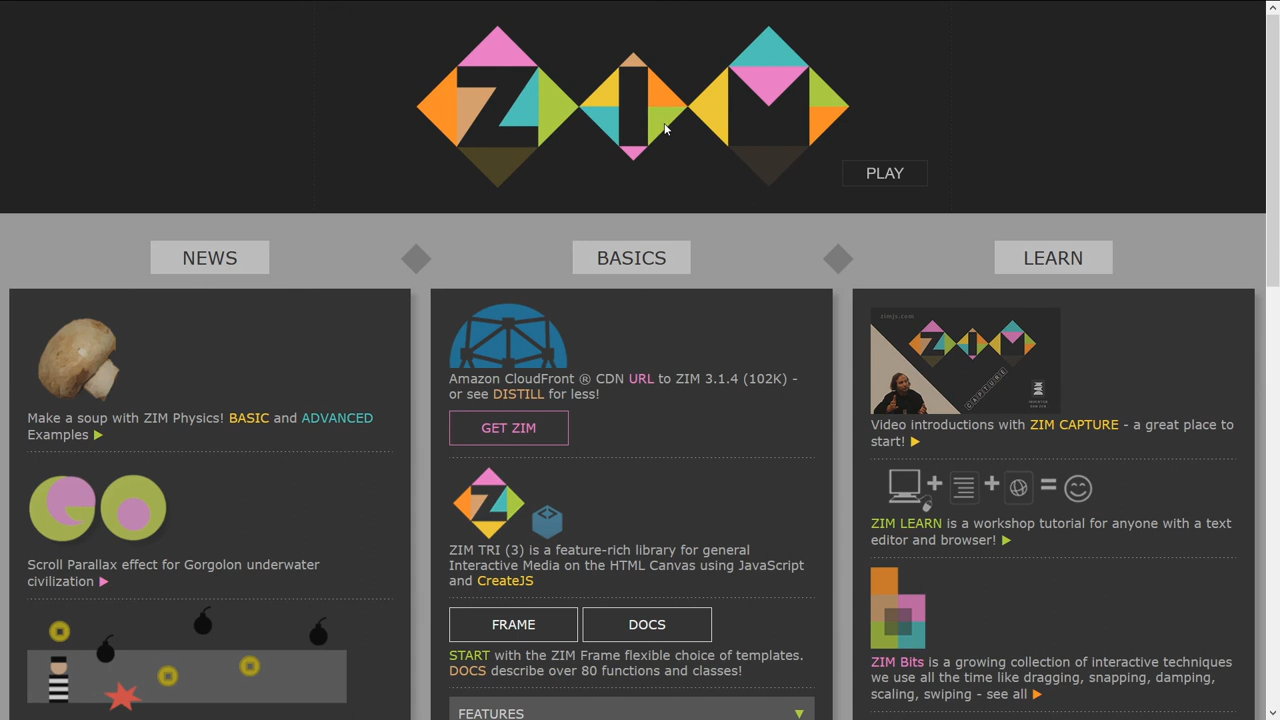 ZIM
PLAY
NEWS
BASICS
LEARN
Make a soup with ZIM Physics! BASIC and ADVANCED
Examples
Scroll Parallax effect for Gorgolon underwater
civilization
Amazon CloudFront ® CDN URL to ZIM 3.1.4 (102K) -
or see DISTILL for less!
GET ZIM
Z
ZIM TRI (3) is a feature-rich library for general
Interactive Media on the HTML Canvas using JavaScript
and CreateJS
FRAME
DOCS
START with the ZIM Frame flexible choice of templates.
DOCS describe over 80 functions and classes!
FEATURES
zimjs.com
ZIM
CAPTURE
Video introductions with ZIM CAPTURE - a great place to
start!
ZIM LEARN is a workshop tutorial for anyone with a text
editor and browser!
ZIM Bits is a growing collection of interactive techniques
we use all the time like dragging, snapping, damping,
scaling, swiping - see all